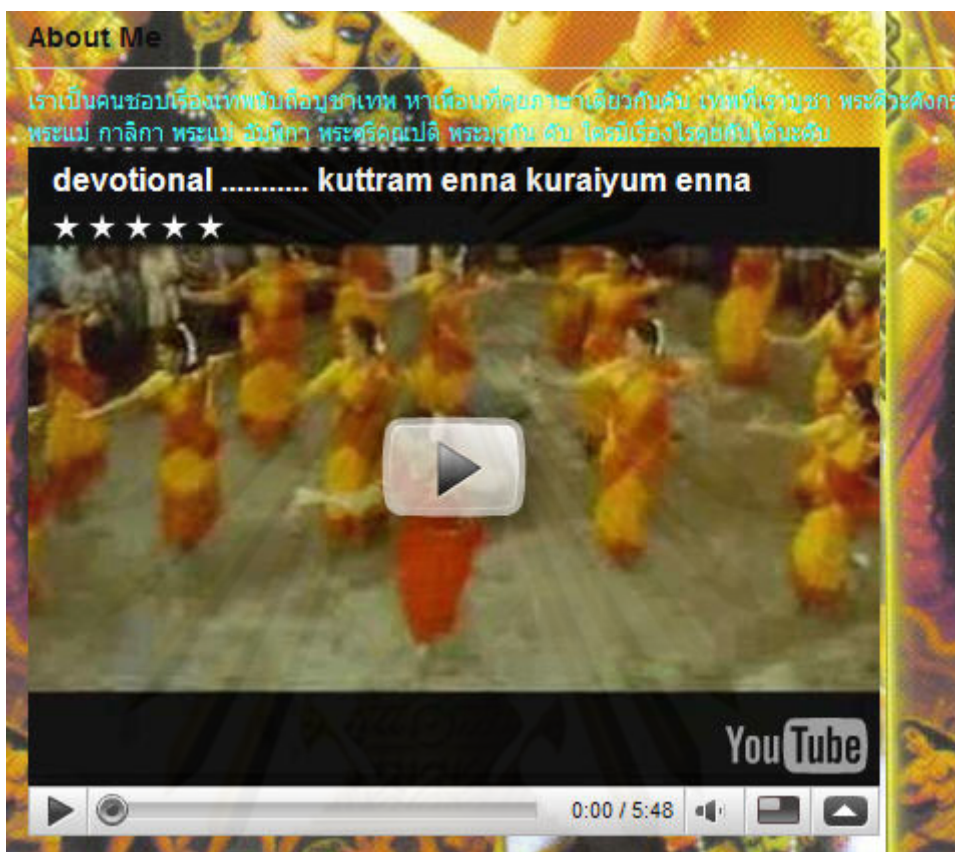 About Me
เราเป็นคนชอบเรื่องเทพนับถือบูชาเทพ หาเพื่อนที่คุยภาษาเดียวกันคับ เทพที่เราบูชา พระศิวะศังกร
พระแม่ กาลิกา พระแม่ อัมพิกา พระศรีคณปติ พระมุรุกัน คับ ใครมีเรื่องไรคุยกันได้นะคับ
devotional ........... kuttram enna kuraiyum enna
★ ★ ★ ★ ★
You Tube
0:00 / 5:48